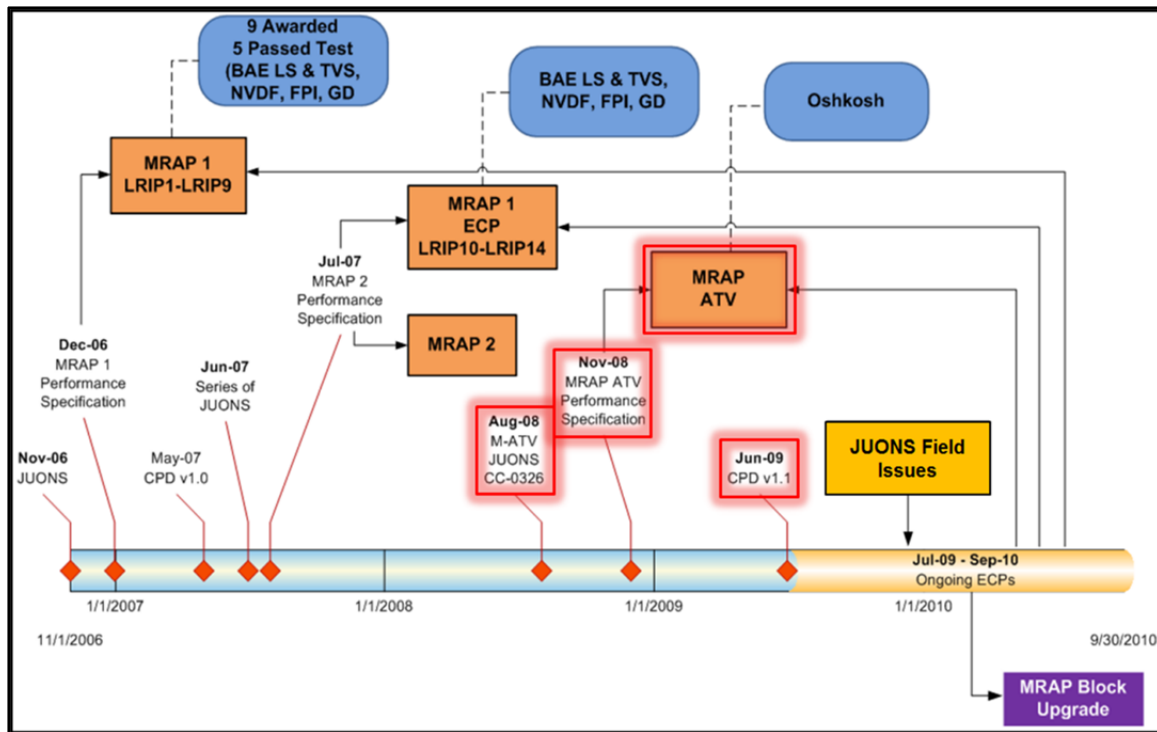 9 Awarded
5 Passed Test
(BAE LS & TVS,
NVDF, FPI, GD
BAE LS & TVS,
NVDF, FPI, GD
Oshkosh
MRAP 1
LRIP1-LRIP9
MRAP 1
ECP
LRIP10-LRIP14
MRAP
ATV
MRAP 2
Jul-07
MRAP 2
Performance
Specification
Dec-06
MRAP 1
Performance
Specification
Jun-07
Series of
JUONS
Nov-06
JUONS
May-07
CPD v1.0
Aug-08
M-ATV
JUONS
CC-0326
Nov-08
MRAP ATV
Performance
Specification
Jun-09
CPD v1.1
JUONS Field
Issues
Jul-09 - Sep-10
Ongoing ECPs
1/1/2007
1/1/2008
1/1/2009
1/1/2010
11/1/2006
9/30/2010
MRAP Block
Upgrade